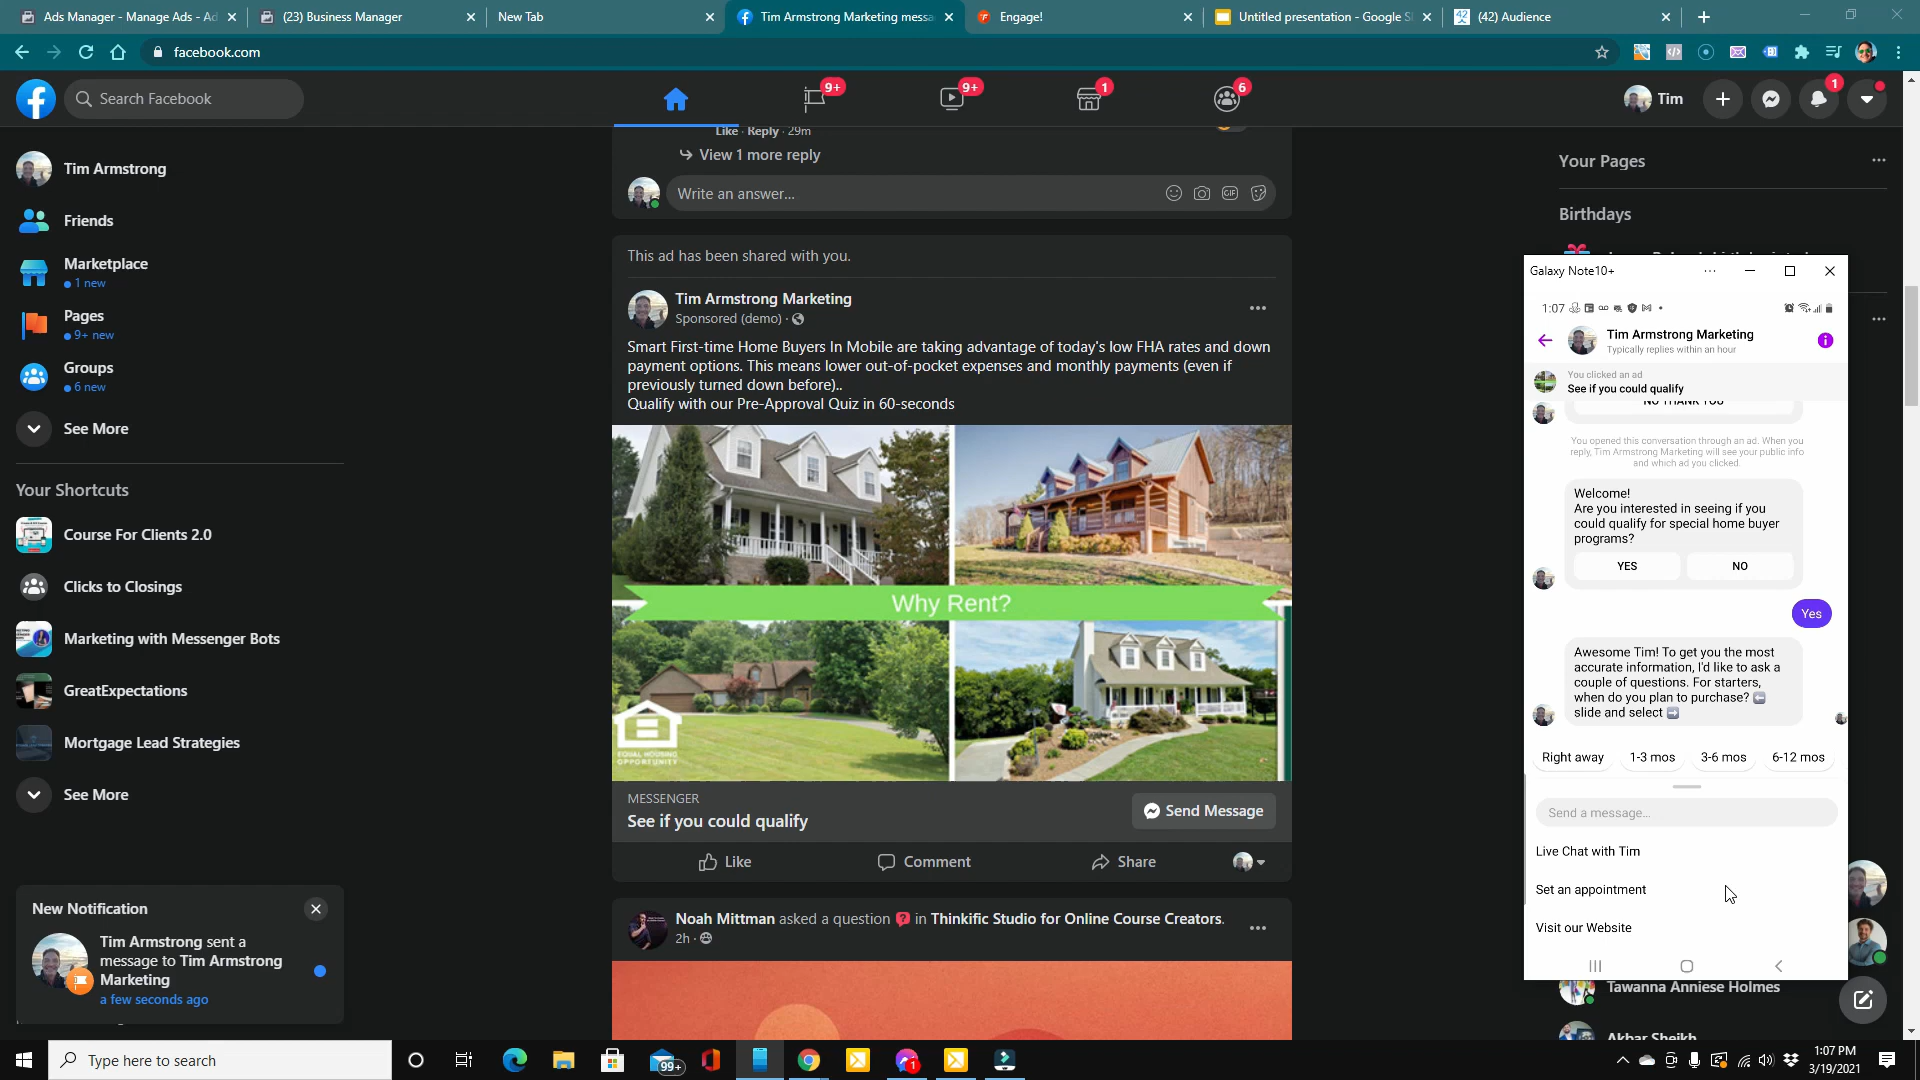 Ads Manager - Manage Ads - Ad
(23) Business Manager
New Tab
Tim Armstrong Marketing messa
Engage!
Untitled presentation - Google Sl
(42) Audience
facebook.com
Search Facebook
9+
9+
1
6
Tim
1
Tim Armstrong
Friends
Marketplace
1 new
Pages
9+ new
Groups
6 new
See More
Your Shortcuts
Course For Clients 2.0
Clicks to Closings
Marketing with Messenger Bots
GreatExpectations
Mortgage Lead Strategies
See More
New Notification
Tim Armstrong sent a
message to Tim Armstrong
Marketing
a few seconds ago
Like · Reply · 29m
View 1 more reply
Write an answer...
GIF
This ad has been shared with you.
Tim Armstrong Marketing
Sponsored (demo) ·
Smart First-time Home Buyers In Mobile are taking advantage of today's low FHA rates and down
payment options. This means lower out-of-pocket expenses and monthly payments (even if
previously turned down before)..
Qualify with our Pre-Approval Quiz in 60-seconds
Why Rent?
EQUAL HOUSING
OPPORTUNITY
MESSENGER
See if you could qualify
Send Message
Like
Comment
Share
Noah Mittman asked a question in Thinkific Studio for Online Course Creators.
2h ·
Your Pages
Birthdays
Galaxy Note10+
1:07
Tim Armstrong Marketing
Typically replies within an hour
You clicked an ad
See if you could qualify
NO THANK YOU
You opened this conversation through an ad. When you
reply, Tim Armstrong Marketing will see your public info
and which ad you clicked.
Welcome!
Are you interested in seeing if you
could qualify for special home buyer
programs?
YES
NO
Yes
Awesome Tim! To get you the most
accurate information, I'd like to ask a
couple of questions. For starters,
when do you plan to purchase?
slide and select
Right away
1-3 mos
3-6 mos
6-12 mos
Send a message...
Live Chat with Tim
Set an appointment
Visit our Website
Tawanna Anniese Holmes
Akbar Sheikh
Type here to search
99+
1
1:07 PM
3/19/2021